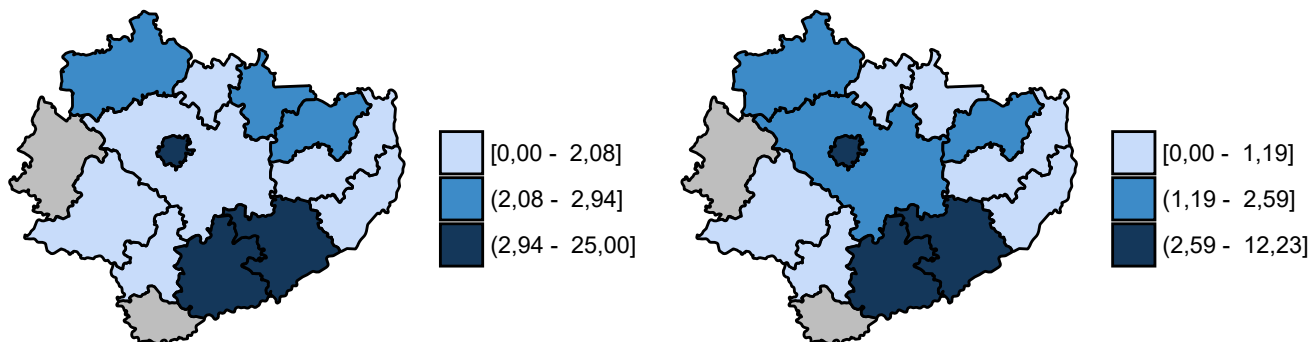 [0,00 - 2,08]
(2,08 - 2,94]
(2,94 - 25,00]
[0,00 - 1,19]
(1,19 - 2,59]
(2,59 - 12,23]